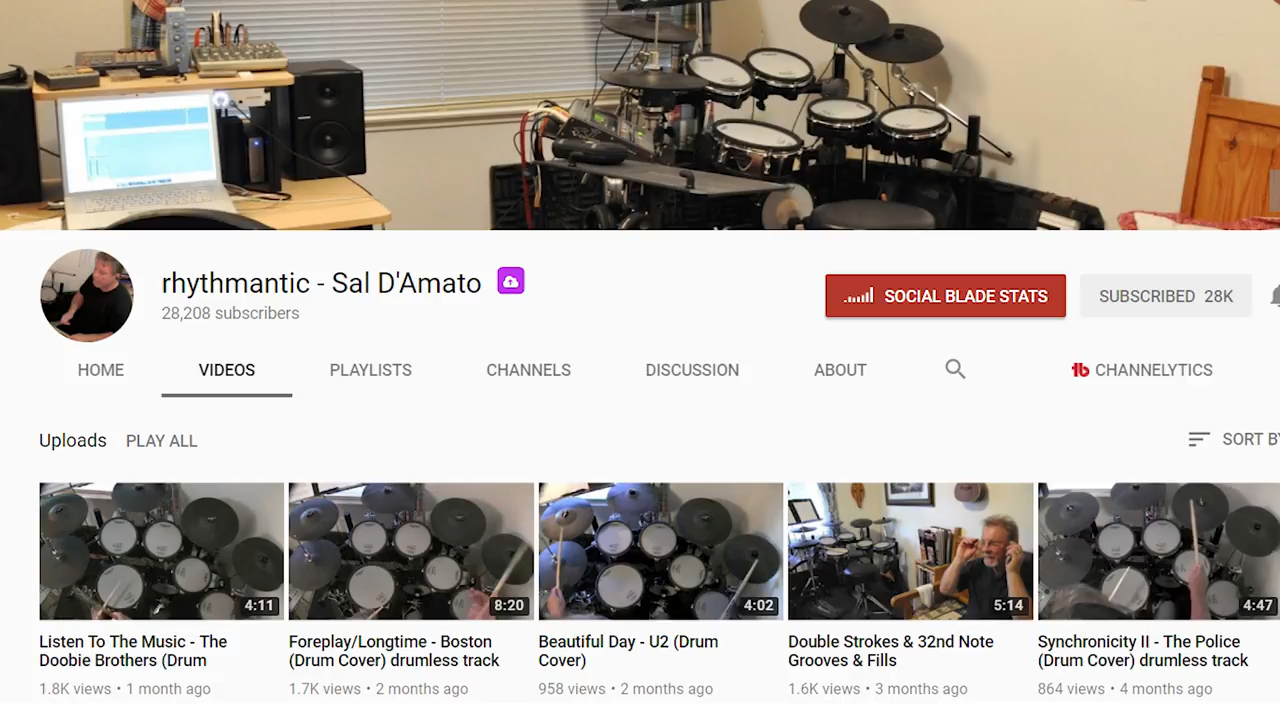 rhythmantic - Sal D'Amato
28,208 subscribers
SOCIAL BLADE STATS
SUBSCRIBED 28K
HOME
VIDEOS
PLAYLISTS
CHANNELS
DISCUSSION
ABOUT
CHANNELYTICS
Uploads
PLAY ALL
SORT BY
4:11
8:20
4:02
5:14
4:47
Listen To The Music - The
Doobie Brothers (Drum
1.8K views • 1 month ago
Foreplay/Longtime - Boston
(Drum Cover) drumless track
1.7K views • 2 months ago
Beautiful Day - U2 (Drum
Cover)
958 views • 2 months ago
Double Strokes & 32nd Note
Grooves & Fills
1.6K views • 3 months ago
Synchronicity II - The Police
(Drum Cover) drumless track
864 views • 4 months ago